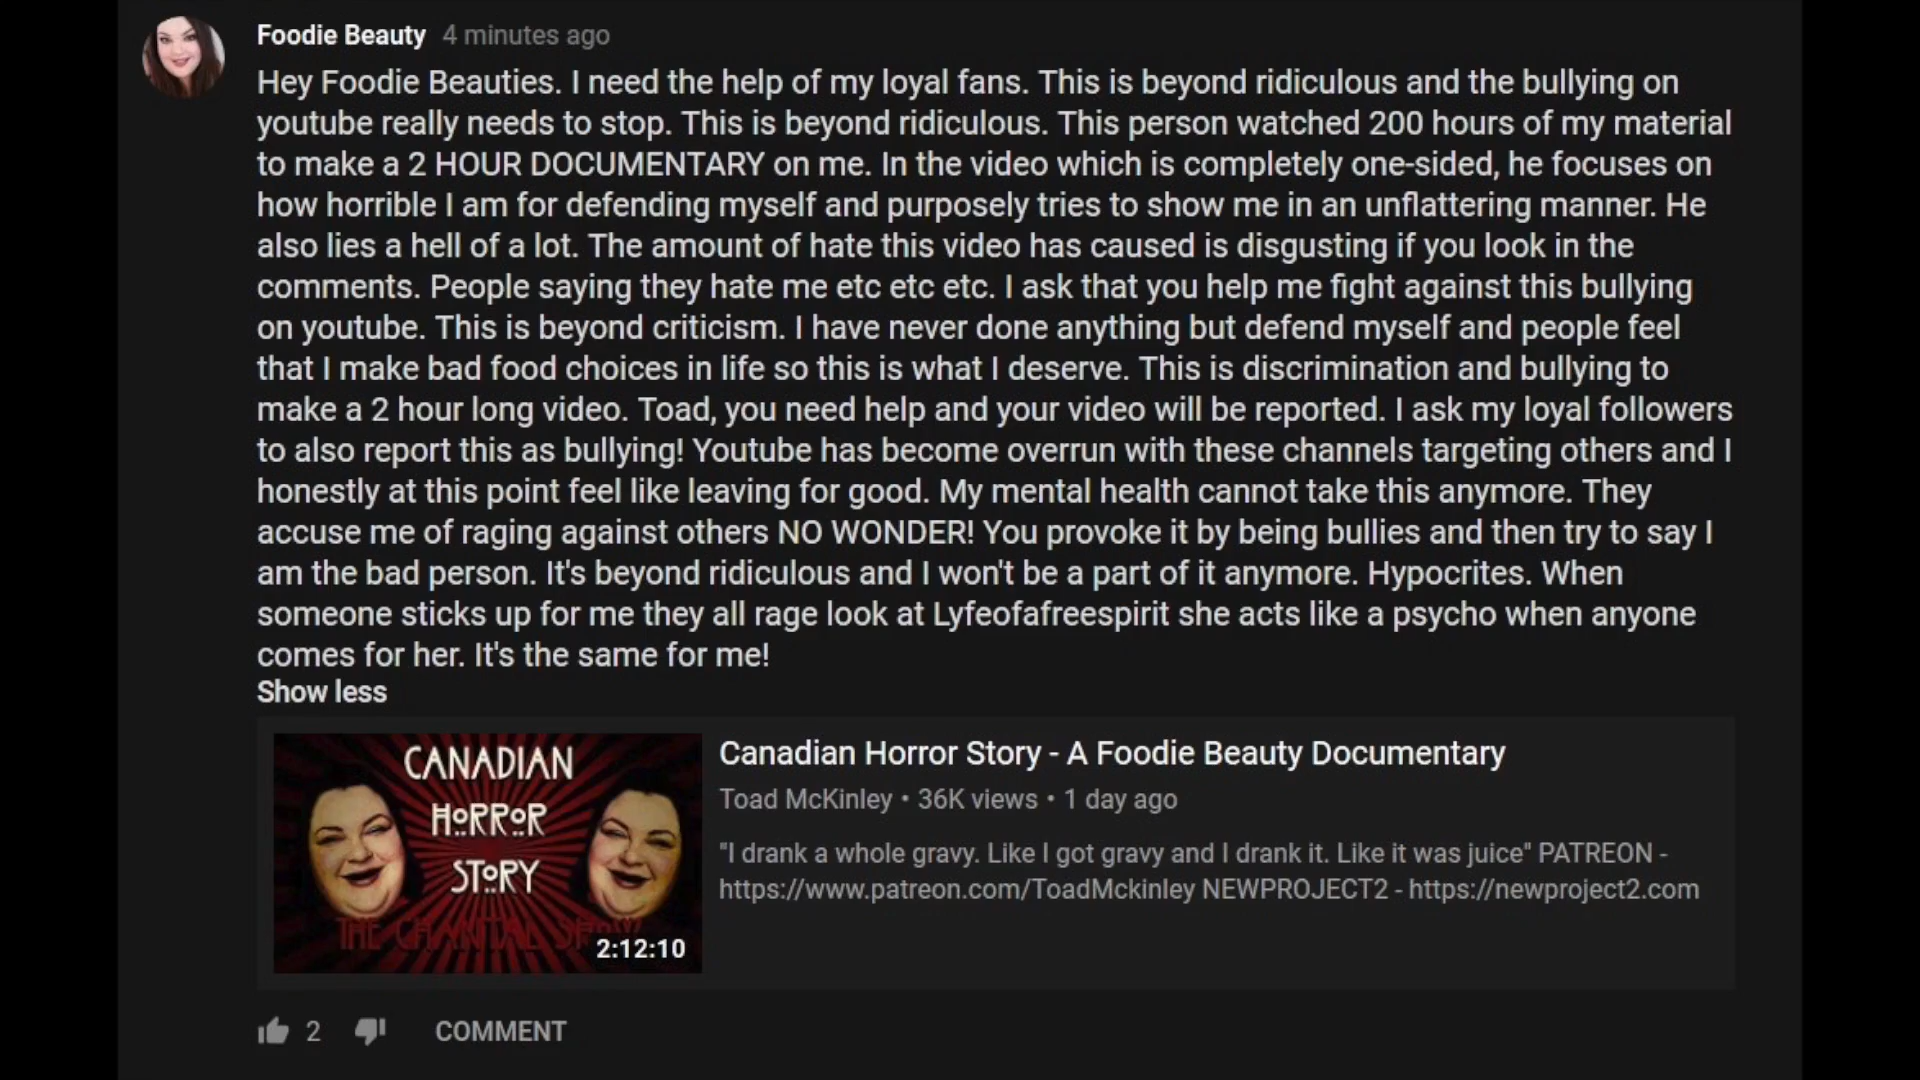 Foodie Beauty 4 minutes ago
Hey Foodie Beauties. I need the help of my loyal fans. This is beyond ridiculous and the bullying on
youtube really needs to stop. This is beyond ridiculous. This person watched 200 hours of my material
to make a 2 HOUR DOCUMENTARY on me. In the video which is completely one-sided, he focuses on
how horrible I am for defending myself and purposely tries to show me in an unflattering manner. He
also lies a hell of a lot. The amount of hate this video has caused is disgusting if you look in the
comments. People saying they hate me etc etc etc. I ask that you help me fight against this bullying
on youtube. This is beyond criticism. I have never done anything but defend myself and people feel
that I make bad food choices in life so this is what I deserve. This is discrimination and bullying to
make a 2 hour long video. Toad, you need help and your video will be reported. I ask my loyal followers
to also report this as bullying! Youtube has become overrun with these channels targeting others and I
honestly at this point feel like leaving for good. My mental health cannot take this anymore. They
accuse me of raging against others NO WONDER! You provoke it by being bullies and then try to say I
am the bad person. It's beyond ridiculous and I won't be a part of it anymore. Hypocrites. When
someone sticks up for me they all rage look at Lyfeofafreespirit she acts like a psycho when anyone
comes for her. It's the same for me!
Show less
CANADIAN
HORROR
STORY
THE CHANTAL SHOW
2:12:10
Canadian Horror Story - A Foodie Beauty Documentary
Toad McKinley • 36K views • 1 day ago
"I drank a whole gravy. Like I got gravy and I drank it. Like it was juice" PATREON -
https://www.patreon.com/ToadMckinley NEWPROJECT2 - https://newproject2.com
2 COMMENT